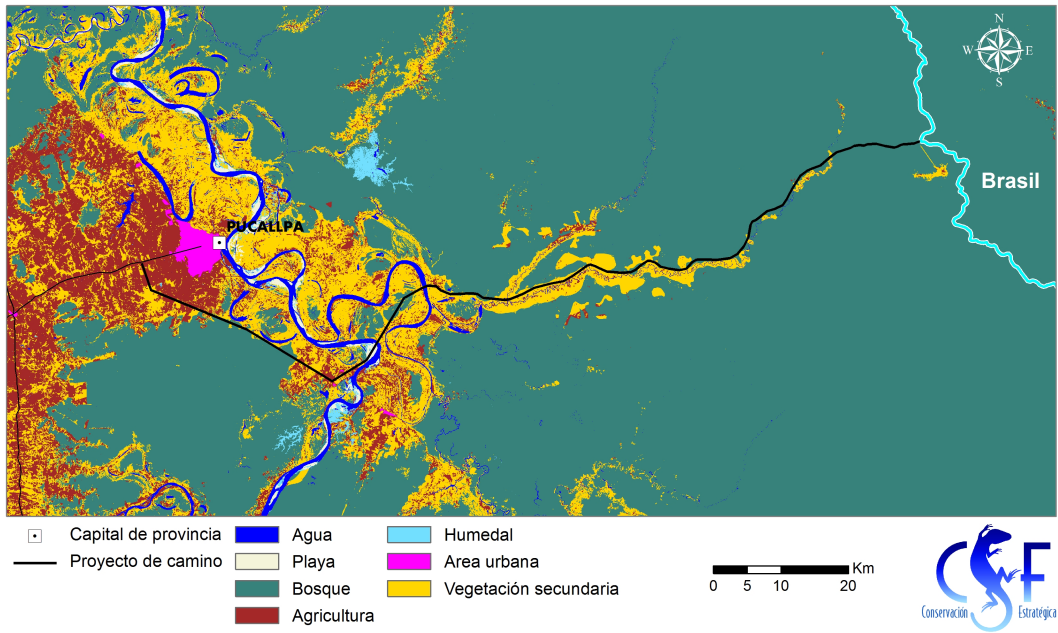 N
W E
S
Brasil
PUCALLPA
Capital de provincia
Proyecto de camino
Agua
Playa
Bosque
Agricultura
Humedal
Area urbana
Vegetación secundaria
Km
0 5 10 20
CSF
Conservación Estratégica